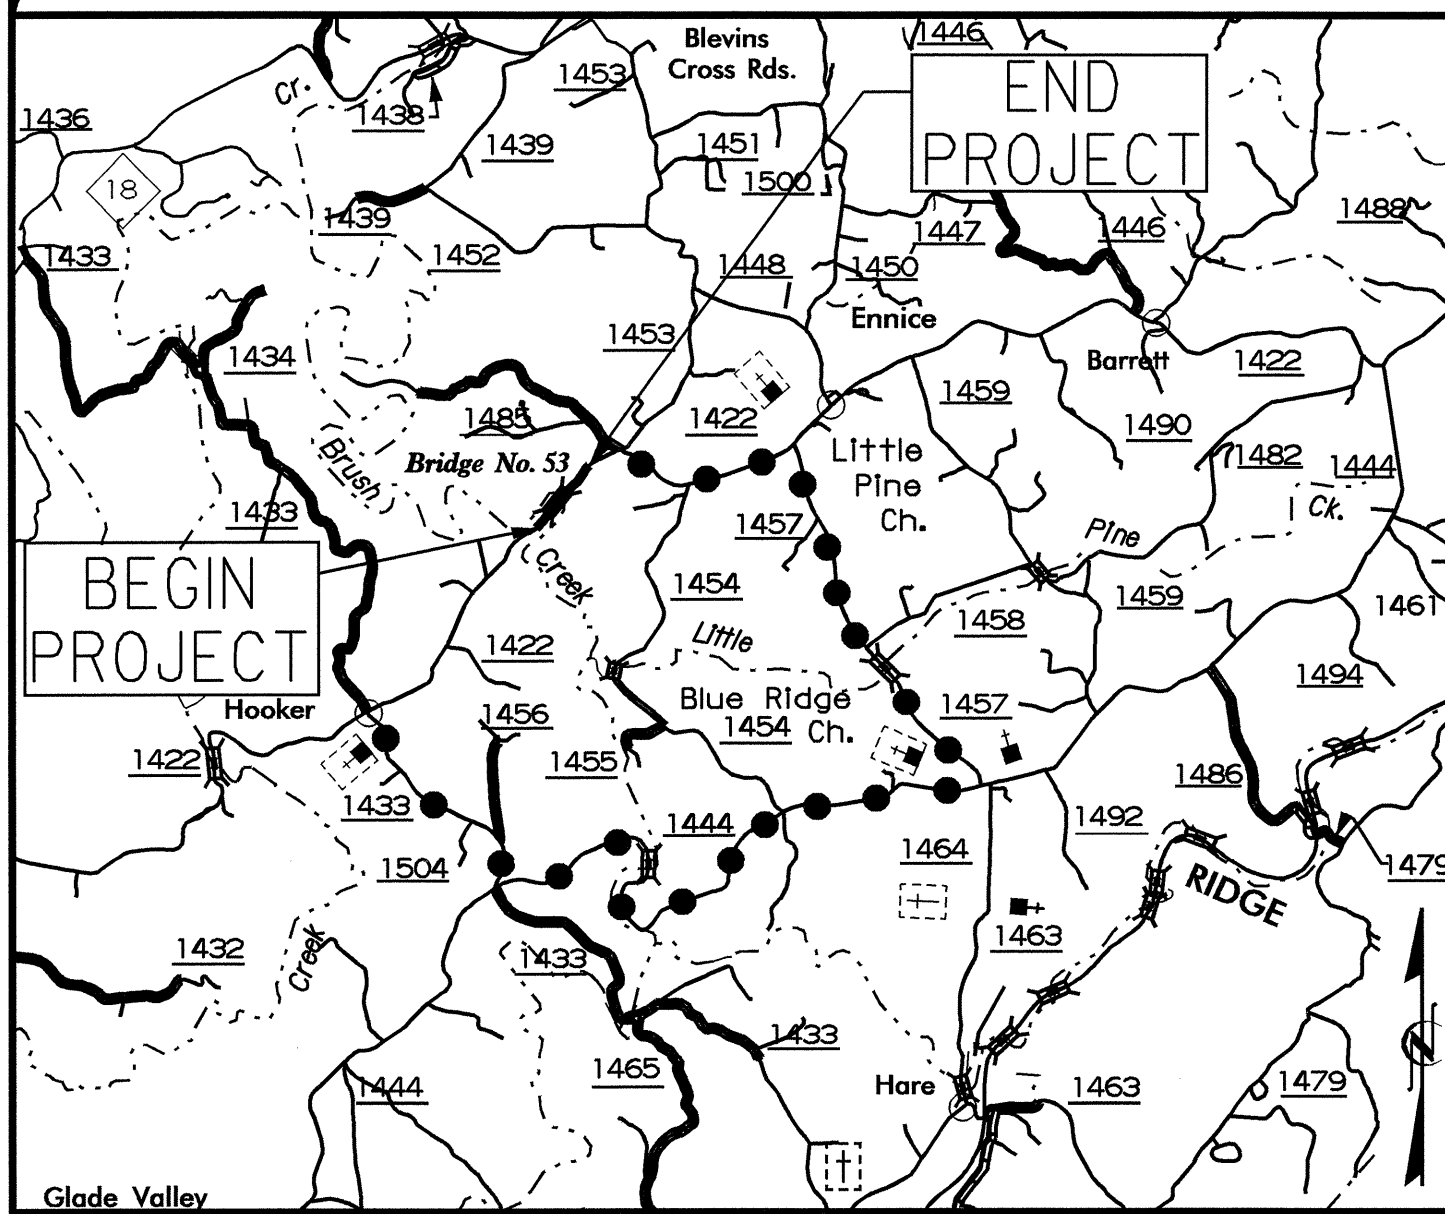 Blevins
Cross Rds.
1446
END
PROJECT
1453
Cr.
1438
1436
1439
1451
1500
18
1439
1433
1452
1447
1446
1488
1448
1450
Ennice
1453
1434
Barrett
1422
1459
1485
1422
1490
Bridge No. 53
Brush
Little
Pine
Ch.
1482
1444
Ck.
1433
1457
Pine
BEGIN
PROJECT
Creek
1454
1459
1461
1458
1422
Little
1494
Hooker
Blue Ridge
Ch.
1456
1454
1457
1422
1455
1486
1433
1444
1492
1464
1504
1479
RIDGE
1432
Creek
1433
1463
1433
1465
N
1444
Hare
1463
1479
Glade Valley